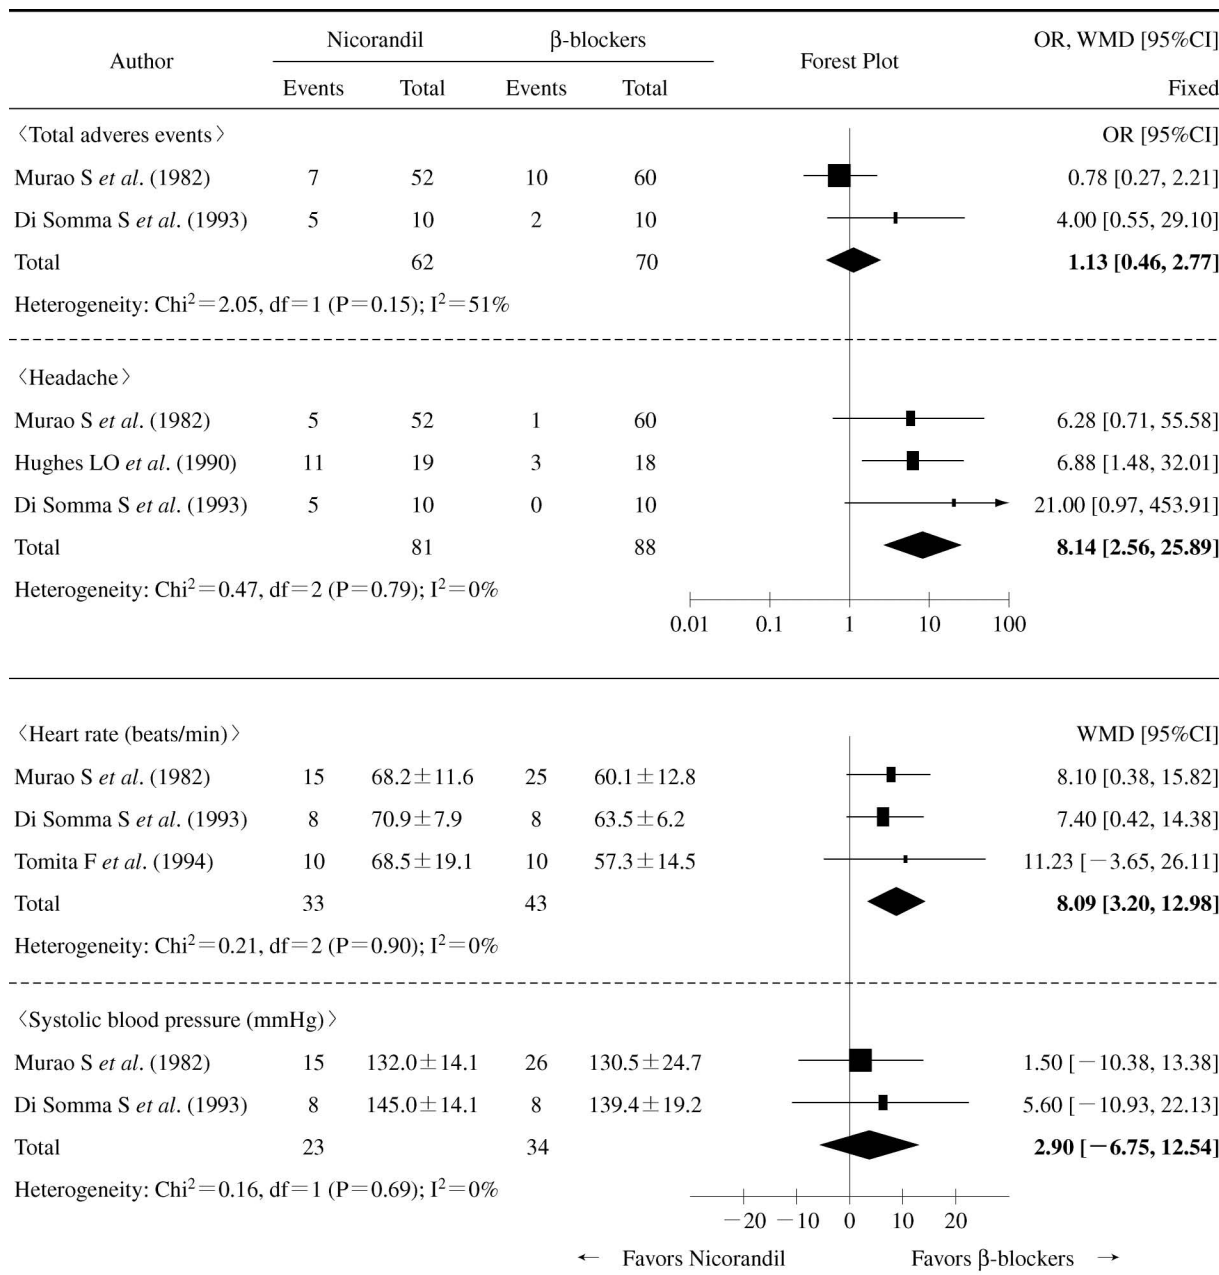 Author Nicorandil β-blockers Forest Plot OR, WMD [95%CI]
Events Total Events Total Fixed
〈Total adveres events〉 OR [95%CI]
Murao S et al. (1982) 7 52 10 60 0.78 [0.27, 2.21]
Di Somma S et al. (1993) 5 10 2 10 4.00 [0.55, 29.10]
Total 62 70 1.13 [0.46, 2.77]
Heterogeneity: Chi²=2.05, df=1 (P=0.15); I²=51%
〈Headache〉
Murao S et al. (1982) 5 52 1 60 6.28 [0.71, 55.58]
Hughes LO et al. (1990) 11 19 3 18 6.88 [1.48, 32.01]
Di Somma S et al. (1993) 5 10 0 10 21.00 [0.97, 453.91]
Total 81 88 8.14 [2.56, 25.89]
Heterogeneity: Chi²=0.47, df=2 (P=0.79); I²=0%
0.01 0.1 1 10 100
〈Heart rate (beats/min)〉 WMD [95%CI]
Murao S et al. (1982) 15 68.2±11.6 25 60.1±12.8 8.10 [0.38, 15.82]
Di Somma S et al. (1993) 8 70.9±7.9 8 63.5±6.2 7.40 [0.42, 14.38]
Tomita F et al. (1994) 10 68.5±19.1 10 57.3±14.5 11.23 [−3.65, 26.11]
Total 33 43 8.09 [3.20, 12.98]
Heterogeneity: Chi²=0.21, df=2 (P=0.90); I²=0%
〈Systolic blood pressure (mmHg)〉
Murao S et al. (1982) 15 132.0±14.1 26 130.5±24.7 1.50 [−10.38, 13.38]
Di Somma S et al. (1993) 8 145.0±14.1 8 139.4±19.2 5.60 [−10.93, 22.13]
Total 23 34 2.90 [−6.75, 12.54]
Heterogeneity: Chi²=0.16, df=1 (P=0.69); I²=0%
−20 −10 0 10 20
← Favors Nicorandil Favors β-blockers →